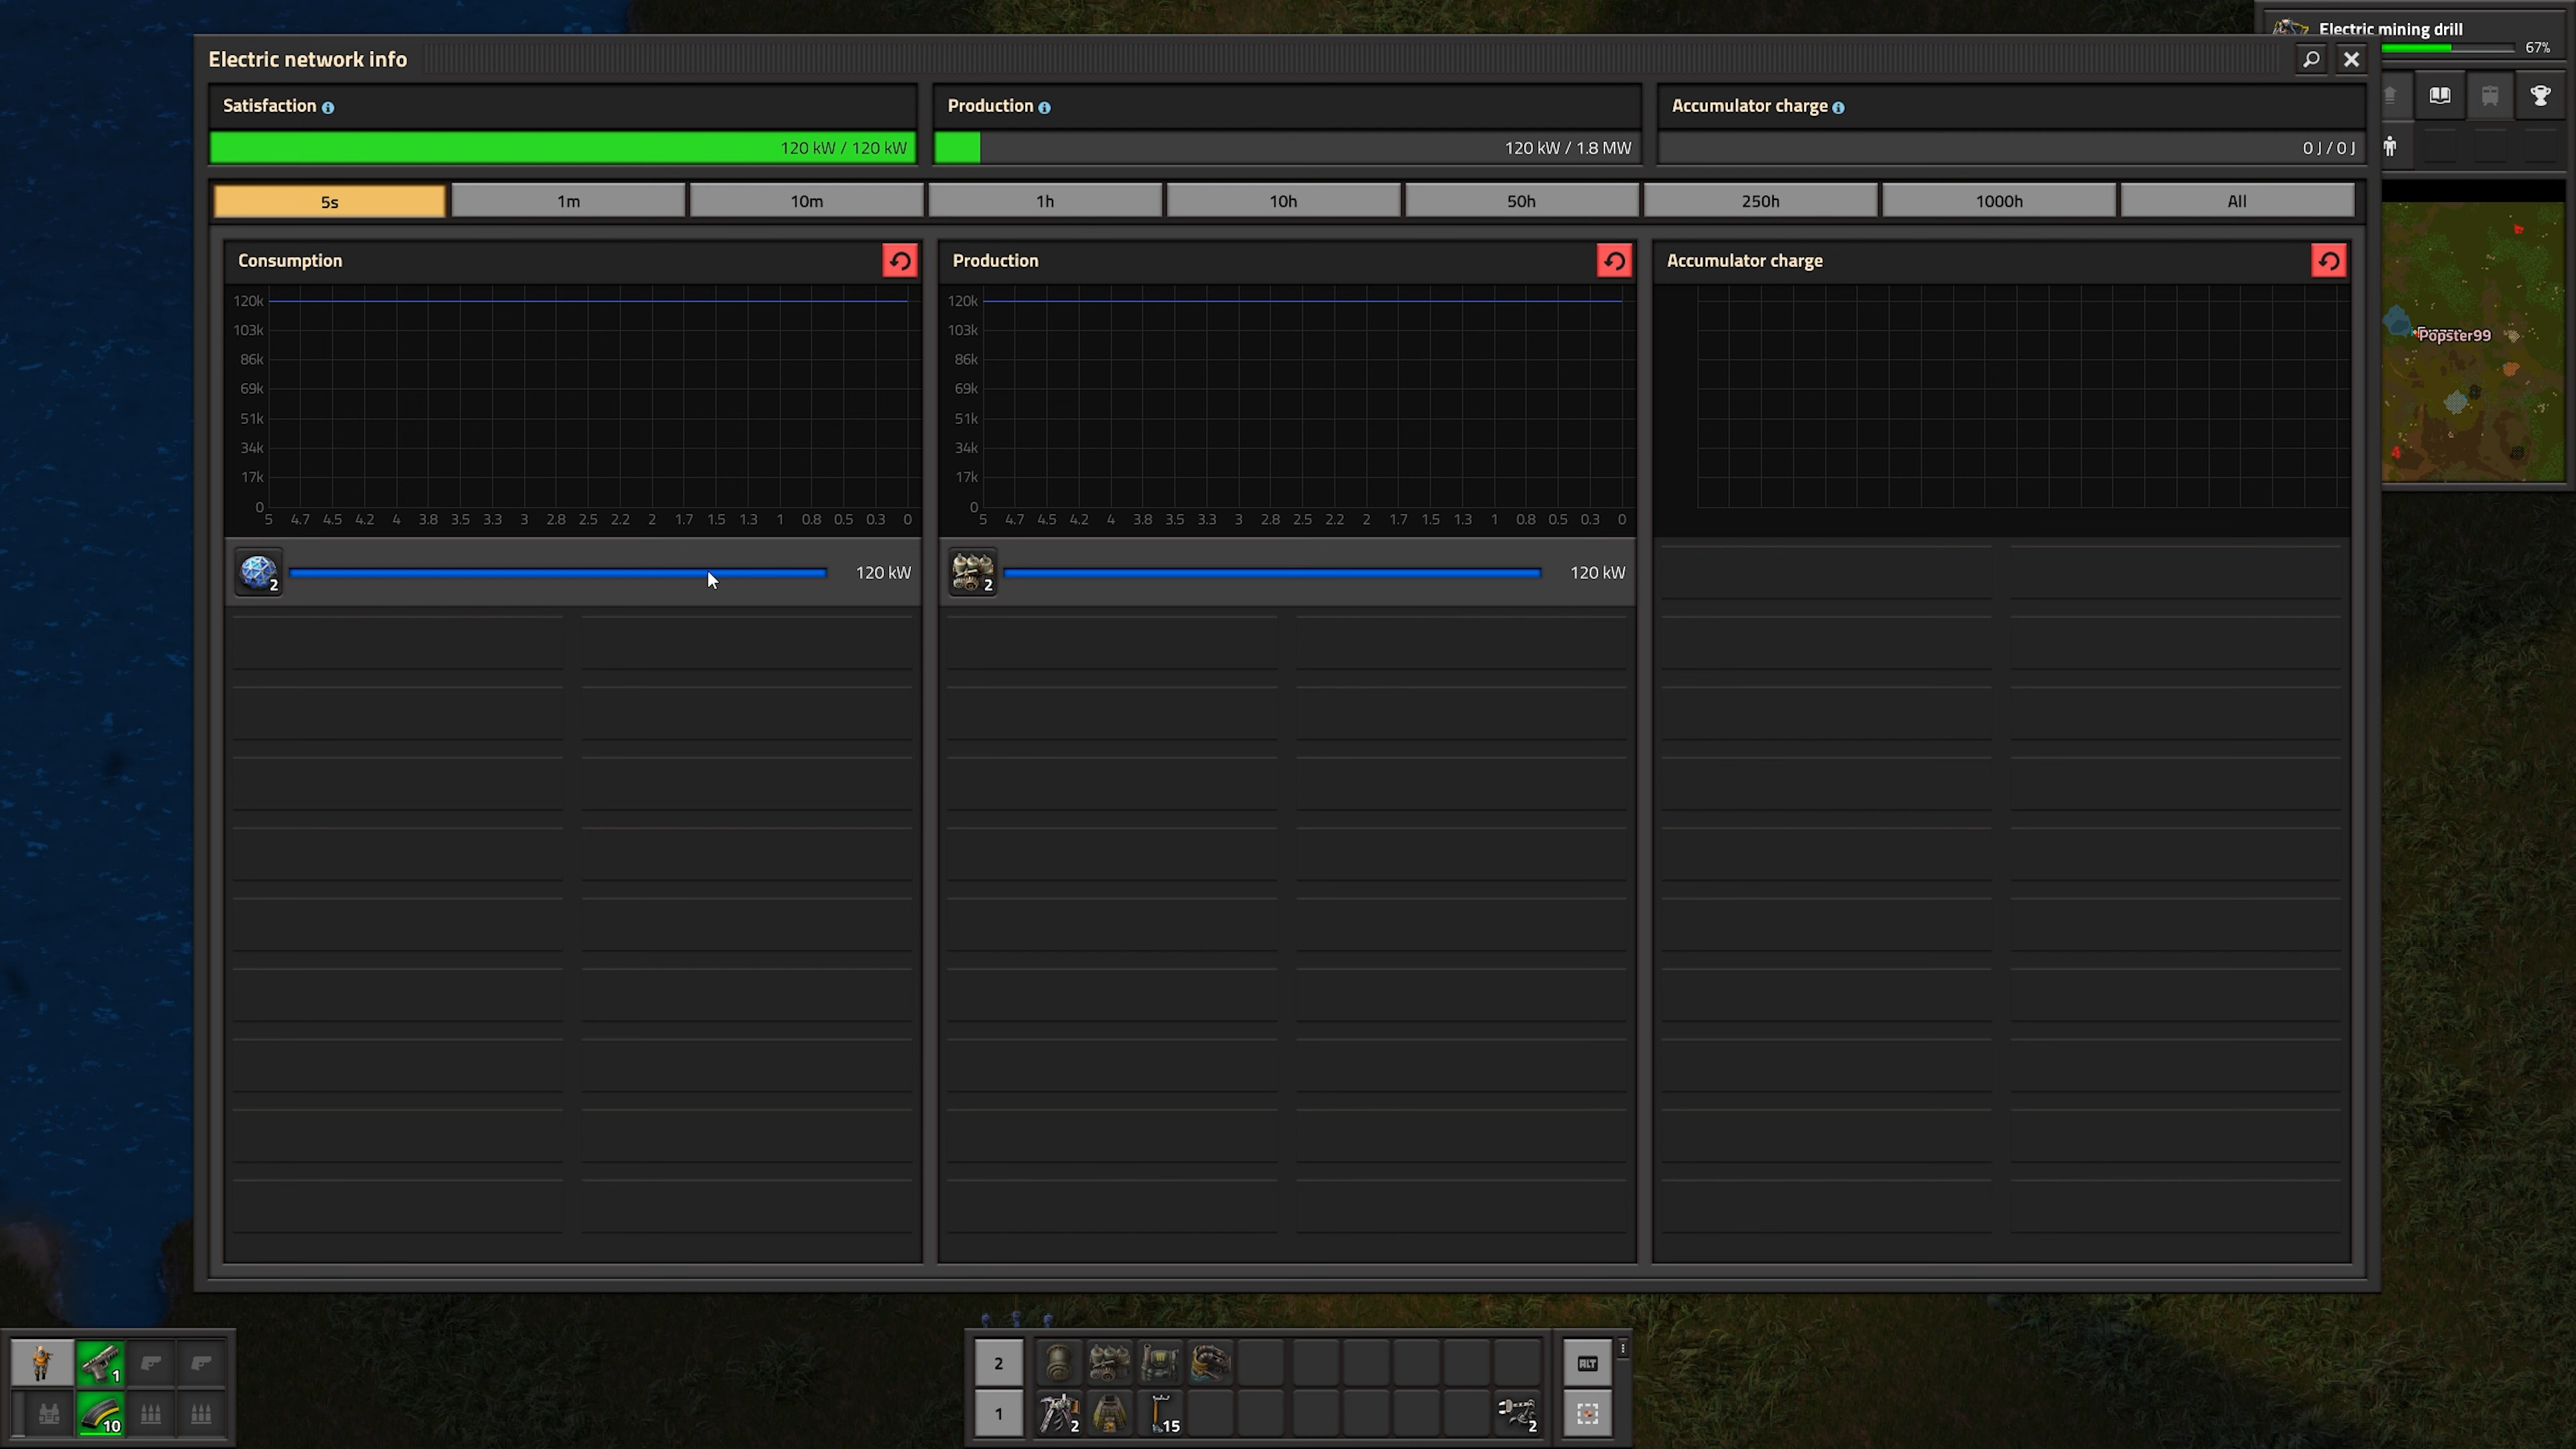 Electric mining drill
67%
Electric network info
Satisfaction
Production
Accumulator charge
120 kW / 120 kW
120 kW / 1.8 MW
0 J / 0 J
5s
1m
10m
1h
10h
50h
250h
1000h
All
Consumption
120k
103k
86k
69k
51k
34k
17k
0
5 4.7 4.5 4.2 4 3.8 3.5 3.3 3 2.8 2.5 2.2 2 1.7 1.5 1.3 1 0.8 0.5 0.3 0
2
120 kW
Production
120k
103k
86k
69k
51k
34k
17k
0
5 4.7 4.5 4.2 4 3.8 3.5 3.3 3 2.8 2.5 2.2 2 1.7 1.5 1.3 1 0.8 0.5 0.3 0
2
120 kW
Accumulator charge
Popster99
1
10
2
ALT
1
2
15
2